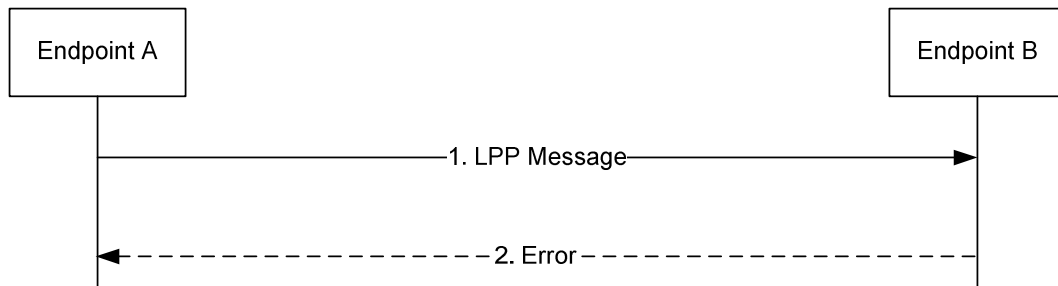 Endpoint A
Endpoint B
1. LPP Message
2. Error